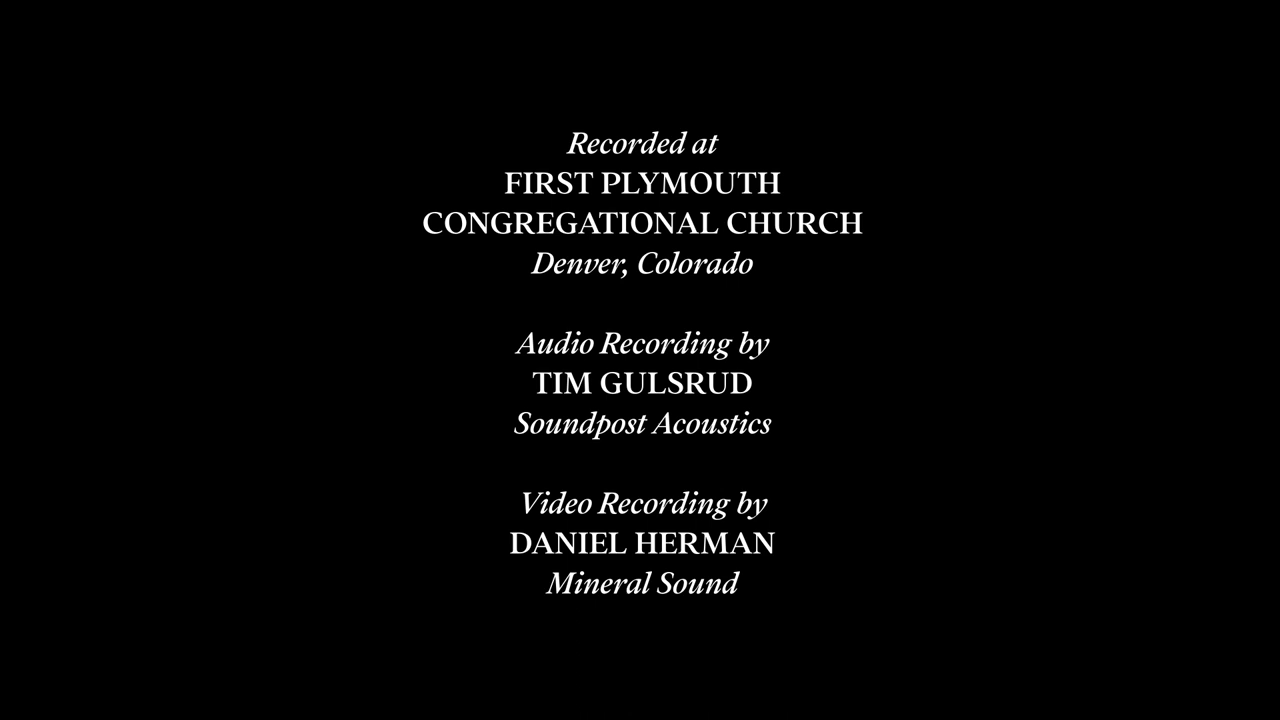 Recorded at
FIRST PLYMOUTH
CONGREGATIONAL CHURCH
Denver, Colorado
Audio Recording by
TIM GULSRUD
Soundpost Acoustics
Video Recording by
DANIEL HERMAN
Mineral Sound